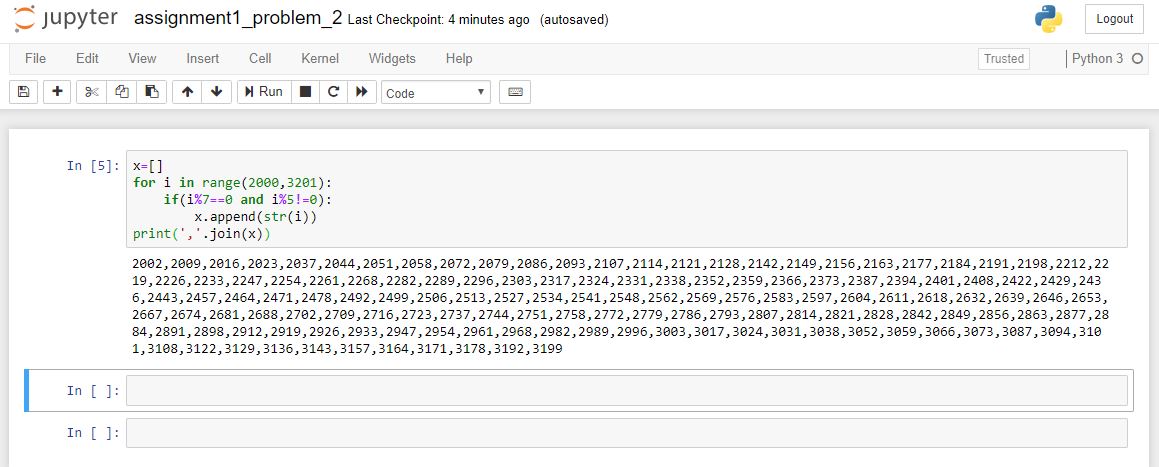 jupyter assignment1_problem_2 Last Checkpoint: 4 minutes ago (autosaved) Logout
File Edit View Insert Cell Kernel Widgets Help Trusted Python 3
Run Code
In [5]: x=[]
for i in range(2000,3201):
    if(i%7==0 and i%5!=0):
        x.append(str(i))
print(','.join(x))
2002,2009,2016,2023,2037,2044,2051,2058,2072,2079,2086,2093,2107,2114,2121,2128,2142,2149,2156,2163,2177,2184,2191,2198,2212,22
19,2226,2233,2247,2254,2261,2268,2282,2289,2296,2303,2317,2324,2331,2338,2352,2359,2366,2373,2387,2394,2401,2408,2422,2429,243
6,2443,2457,2464,2471,2478,2492,2499,2506,2513,2527,2534,2541,2548,2562,2569,2576,2583,2597,2604,2611,2618,2632,2639,2646,2653,
2667,2674,2681,2688,2702,2709,2716,2723,2737,2744,2751,2758,2772,2779,2786,2793,2807,2814,2821,2828,2842,2849,2856,2863,2877,28
84,2891,2898,2912,2919,2926,2933,2947,2954,2961,2968,2982,2989,2996,3003,3017,3024,3031,3038,3052,3059,3066,3073,3087,3094,310
1,3108,3122,3129,3136,3143,3157,3164,3171,3178,3192,3199
In [ ]:
In [ ]: